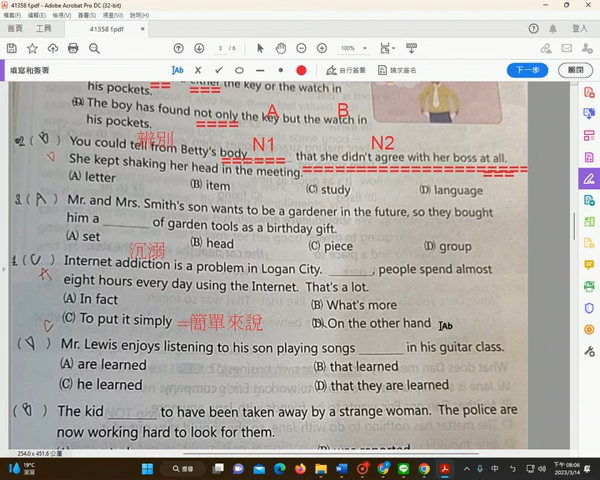 41358 f.pdf - Adobe Acrobat Pro DC (32-bit)
檔案(F) 編輯(E) 檢視(V) 簽署(S) 視窗(W) 說明(H)
首頁 工具 41358 f.pdf × 登入
3 / 6 100%
填寫和簽署 Ab 自行簽署 請求簽名 下一步 關閉
either the key or the watch in
his pockets.
A B
(D) The boy has found not only the key but the watch in
his pockets.
辨別 N1 N2
2. (D) You could tell from Betty's body ______ that she didn't agree with her boss at all.
She kept shaking her head in the meeting.
(A) letter (B) item (C) study (D) language
3. (A) Mr. and Mrs. Smith's son wants to be a gardener in the future, so they bought
him a ______ of garden tools as a birthday gift.
(A) set (B) head (C) piece (D) group
沉溺
4. (C) Internet addiction is a problem in Logan City. ______, people spend almost
A
eight hours every day using the Internet. That's a lot.
(A) In fact (B) What's more
(C) To put it simply =簡單來說 (D) On the other hand Ab
C
( ) Mr. Lewis enjoys listening to his son playing songs ______ in his guitar class.
(A) are learned (B) that learned
(C) he learned (D) that they are learned
(B) The kid ______ to have been taken away by a strange woman. The police are
now working hard to look for them.
(B) was reported
254.0 x 451.6 公釐
19°C
搜尋
中
下午 08:06
2023/3/14